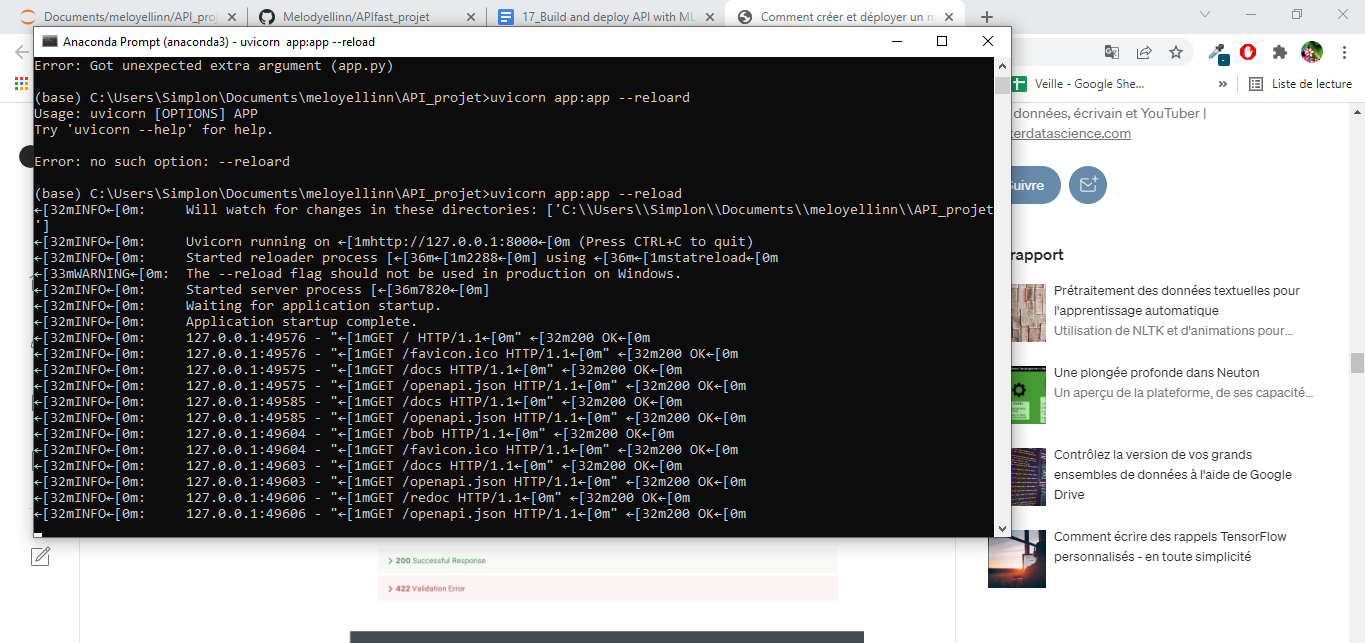 Documents/meloyellinn/API_proj
Melodyellinn/APIfast_projet
17_Build and deploy API with ML
Comment créer et déployer un m
Anaconda Prompt (anaconda3) - uvicorn app:app --reload
Error: Got unexpected extra argument (app.py)
(base) C:\Users\Simplon\Documents\meloyellinn\API_projet>uvicorn app:app --reloard
Usage: uvicorn [OPTIONS] APP
Try 'uvicorn --help' for help.
Error: no such option: --reloard
(base) C:\Users\Simplon\Documents\meloyellinn\API_projet>uvicorn app:app --reload
←[32mINFO←[0m:     Will watch for changes in these directories: ['C:\\Users\\Simplon\\Documents\\meloyellinn\\API_projet
']
←[32mINFO←[0m:     Uvicorn running on ←[1mhttp://127.0.0.1:8000←[0m (Press CTRL+C to quit)
←[32mINFO←[0m:     Started reloader process [←[36m←[1m2288←[0m] using ←[36m←[1mstatreload←[0m
←[33mWARNING←[0m:  The --reload flag should not be used in production on Windows.
←[32mINFO←[0m:     Started server process [←[36m7820←[0m]
←[32mINFO←[0m:     Waiting for application startup.
←[32mINFO←[0m:     Application startup complete.
←[32mINFO←[0m:     127.0.0.1:49576 - "←[1mGET / HTTP/1.1←[0m" ←[32m200 OK←[0m
←[32mINFO←[0m:     127.0.0.1:49576 - "←[1mGET /favicon.ico HTTP/1.1←[0m" ←[32m200 OK←[0m
←[32mINFO←[0m:     127.0.0.1:49575 - "←[1mGET /docs HTTP/1.1←[0m" ←[32m200 OK←[0m
←[32mINFO←[0m:     127.0.0.1:49575 - "←[1mGET /openapi.json HTTP/1.1←[0m" ←[32m200 OK←[0m
←[32mINFO←[0m:     127.0.0.1:49585 - "←[1mGET /docs HTTP/1.1←[0m" ←[32m200 OK←[0m
←[32mINFO←[0m:     127.0.0.1:49585 - "←[1mGET /openapi.json HTTP/1.1←[0m" ←[32m200 OK←[0m
←[32mINFO←[0m:     127.0.0.1:49604 - "←[1mGET /bob HTTP/1.1←[0m" ←[32m200 OK←[0m
←[32mINFO←[0m:     127.0.0.1:49604 - "←[1mGET /favicon.ico HTTP/1.1←[0m" ←[32m200 OK←[0m
←[32mINFO←[0m:     127.0.0.1:49603 - "←[1mGET /docs HTTP/1.1←[0m" ←[32m200 OK←[0m
←[32mINFO←[0m:     127.0.0.1:49603 - "←[1mGET /openapi.json HTTP/1.1←[0m" ←[32m200 OK←[0m
←[32mINFO←[0m:     127.0.0.1:49606 - "←[1mGET /redoc HTTP/1.1←[0m" ←[32m200 OK←[0m
←[32mINFO←[0m:     127.0.0.1:49606 - "←[1mGET /openapi.json HTTP/1.1←[0m" ←[32m200 OK←[0m
Veille - Google She...
»
Liste de lecture
données, écrivain et YouTuber |
terdatascience.com
Suivre
rapport
Prétraitement des données textuelles pour
l'apprentissage automatique
Utilisation de NLTK et d'animations pour...
Une plongée profonde dans Neuton
Un aperçu de la plateforme, de ses capacité...
Contrôlez la version de vos grands
ensembles de données à l'aide de Google
Drive
Comment écrire des rappels TensorFlow
personnalisés - en toute simplicité
> 200 Successful Response
> 422 Validation Error